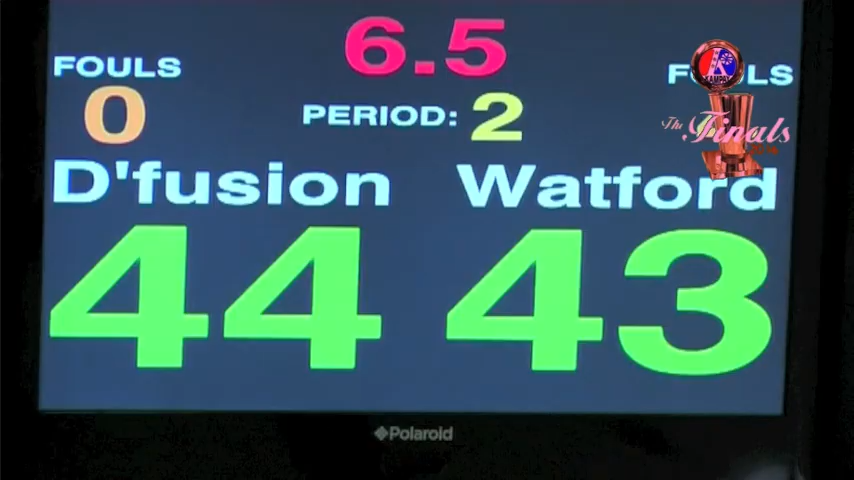 6.5
FOULS
FOULS
0
PERIOD: 2
The Finals
D'fusion Watford
44 43
Polaroid